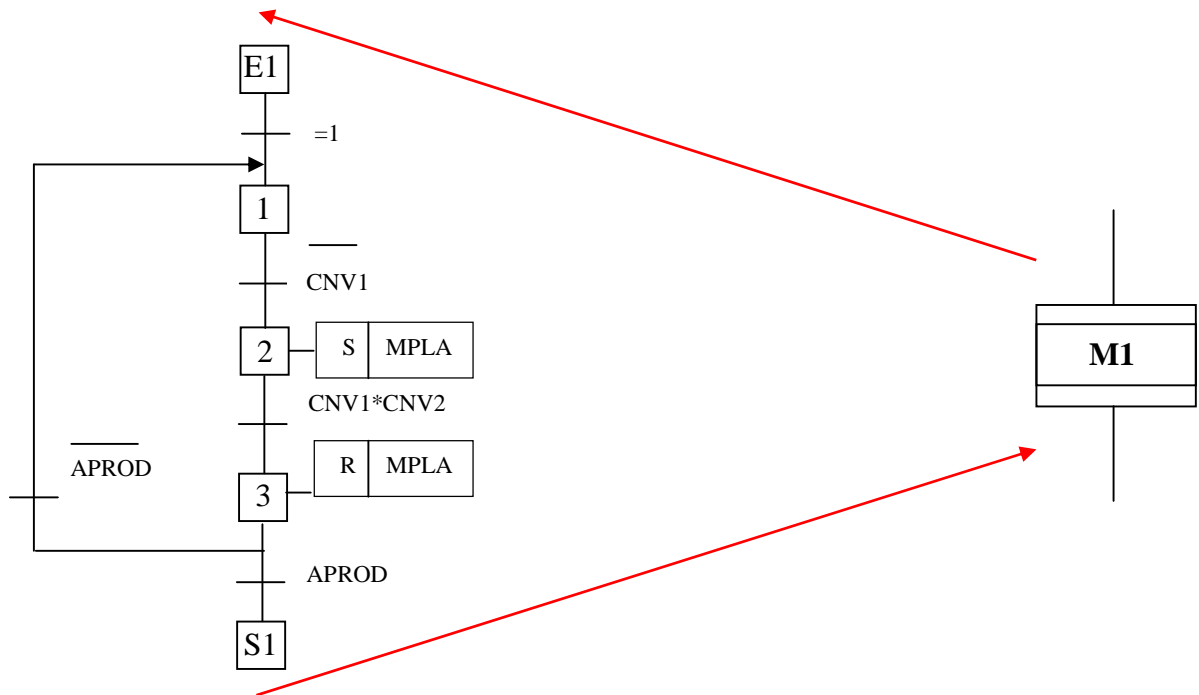 E1
=1
1
CNV1
2
S MPLA
CNV1*CNV2
3
R MPLA
APROD
APROD
S1
M1